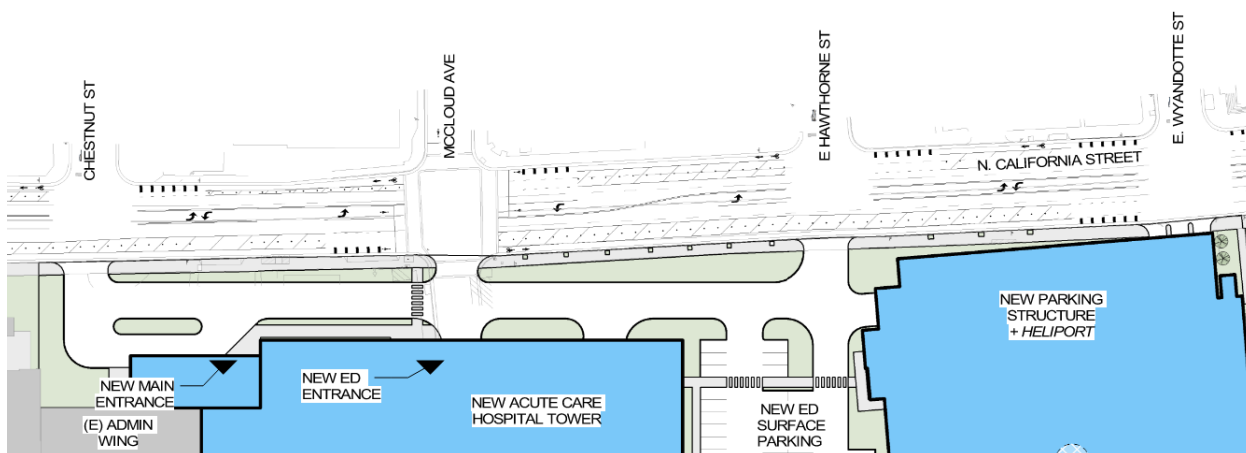 CHESTNUT ST
MCCLOUD AVE
E HAWTHORNE ST
E. WYANDOTTE ST
N. CALIFORNIA STREET
NEW PARKING
STRUCTURE
+ HELIPORT
NEW MAIN
ENTRANCE
NEW ED
ENTRANCE
NEW ACUTE CARE
HOSPITAL TOWER
(E) ADMIN
WING
NEW ED
SURFACE
PARKING